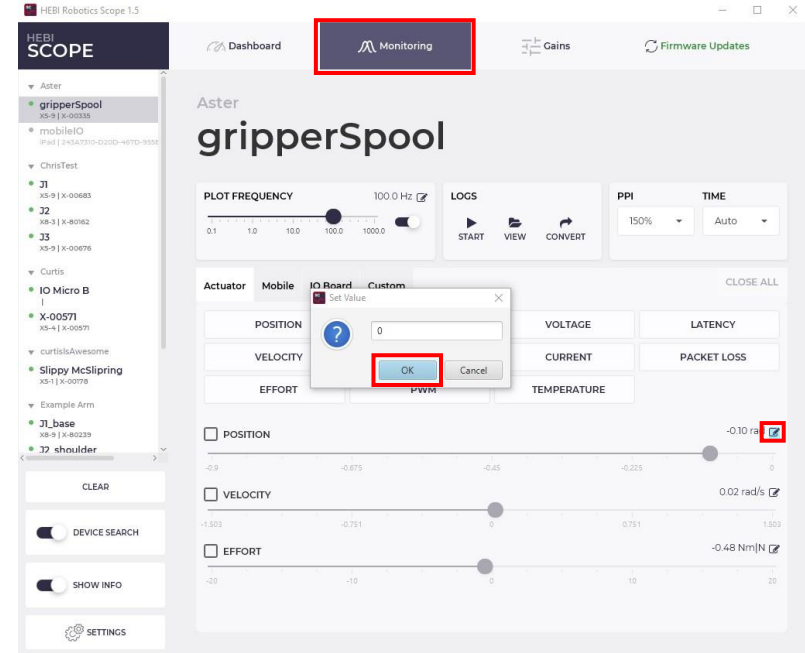 HEBI Robotics Scope 1.5
HEBI
SCOPE
Dashboard
Monitoring
Gains
Firmware Updates
Aster
gripperSpool
X5-9 | X-00335
mobileIO
ChrisTest
J1
X5-9 | X-00683
J2
X8-3 | X-80162
J3
X5-9 | X-00676
Curtis
IO Micro B
|
X-00571
X5-4 | X-00571
curtisIsAwesome
Slippy McSlipring
X5-1 | X-00178
Example Arm
J1_base
X8-9 | X-80239
J2_shoulder
CLEAR
DEVICE SEARCH
SHOW INFO
SETTINGS
Aster
gripperSpool
PLOT FREQUENCY
100.0 Hz
0.1 1.0 10.0 100.0 1000.0
LOGS
START VIEW CONVERT
PPI TIME
150% Auto
Actuator Mobile IO Board Custom
CLOSE ALL
POSITION VOLTAGE LATENCY
VELOCITY CURRENT PACKET LOSS
EFFORT PWM TEMPERATURE
Set Value
0
OK Cancel
POSITION
-0.10 rad
-0.9 -0.675 -0.45 -0.225 0
VELOCITY
0.02 rad/s
-1.503 -0.751 0 0.751 1.503
EFFORT
-0.48 Nm|N
-20 -10 0 10 20